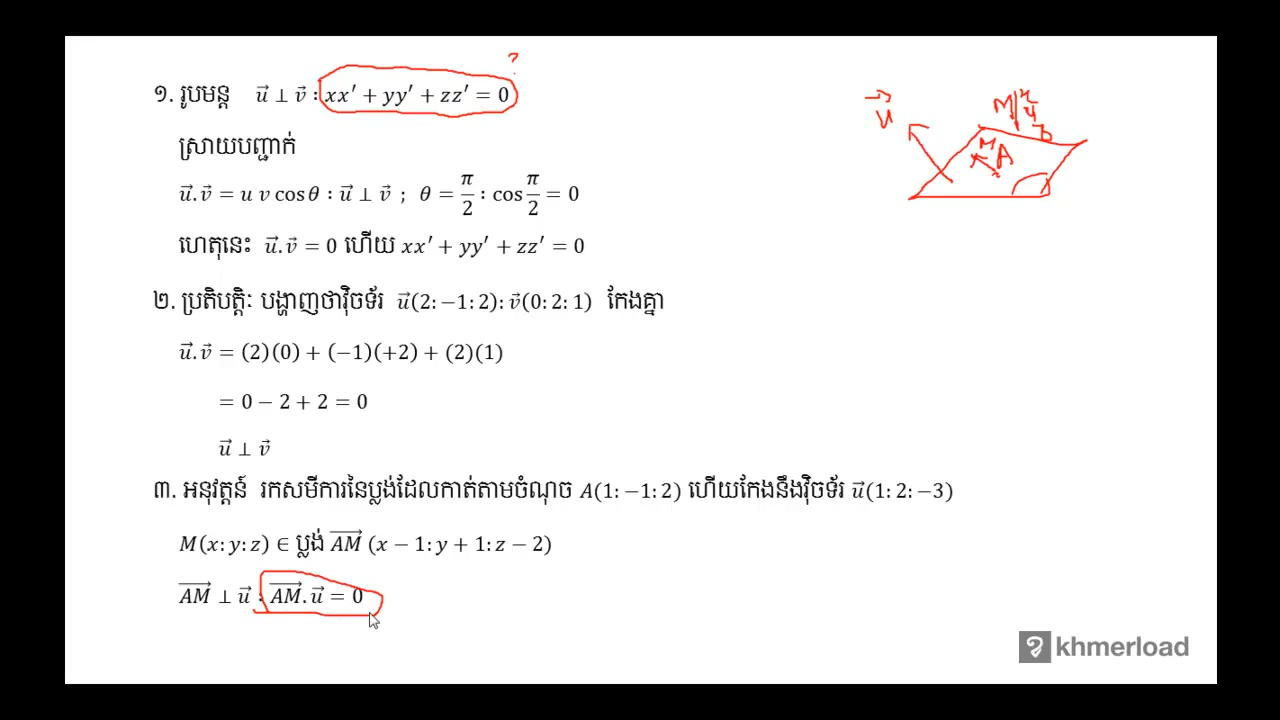 ១. រូបមន្ត u⃗ ⊥ v⃗ : xx′ + yy′ + zz′ = 0 ?
ស្រាយបញ្ជាក់
u⃗.v⃗ = u v cos θ : u⃗ ⊥ v⃗ ; θ = π/2 : cos π/2 = 0
ហេតុនេះ u⃗.v⃗ = 0 ហើយ xx′ + yy′ + zz′ = 0
២. ប្រតិបត្តិៈ បង្ហាញថាវ៉ិចទ័រ u⃗(2: −1: 2): v⃗(0: 2: 1) កែងគ្នា
u⃗.v⃗ = (2)(0) + (−1)(+2) + (2)(1)
= 0 − 2 + 2 = 0
u⃗ ⊥ v⃗
៣. អនុវត្តន៍ រកសមីការនៃប្លង់ដែលកាត់តាមចំណុច A(1: −1: 2) ហើយកែងនឹងវ៉ិចទ័រ u⃗(1: 2: −3)
M(x: y: z) ∈ ប្លង់ AM⃗ (x − 1: y + 1: z − 2)
AM⃗ ⊥ u⃗ : AM⃗.u⃗ = 0
u⃗
M
M
A
khmerload